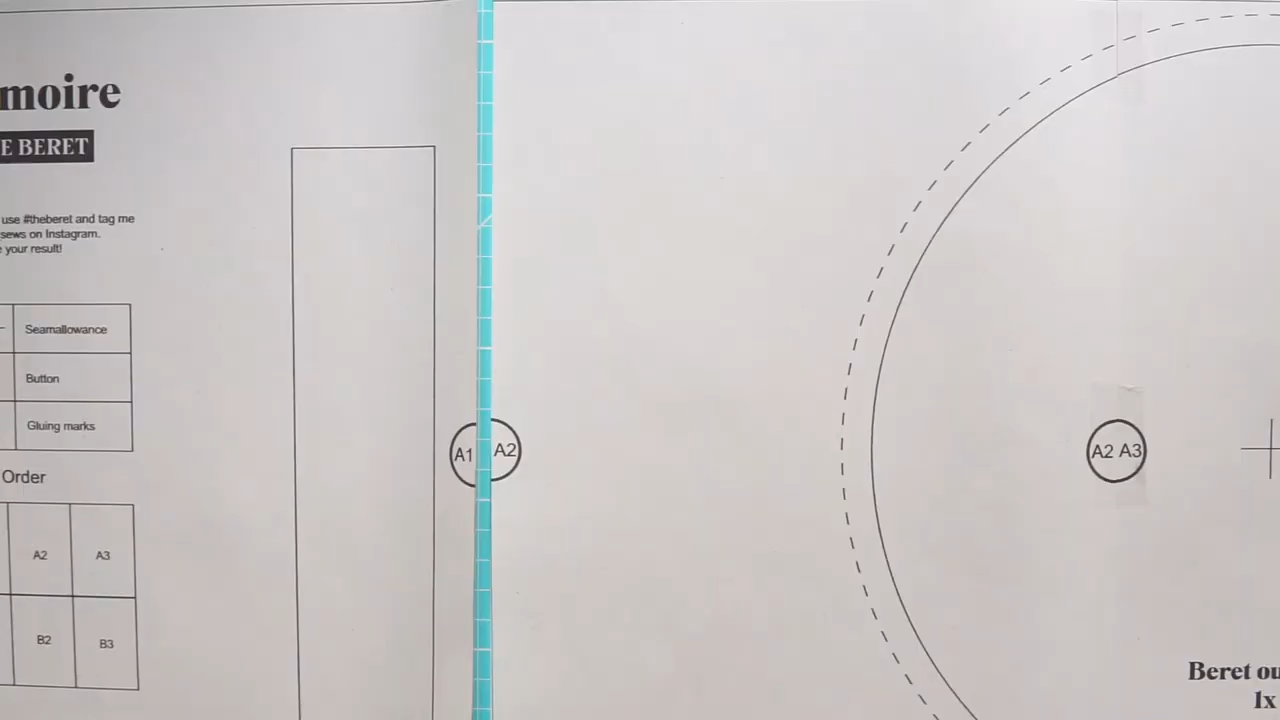 moire
E BERET
use #theberet and tag me
sews on Instagram.
your result!
Seamallowance
Button
Gluing marks
Order
A2 A3
B2 B3
A1 A2
A2 A3
Beret ou
1x